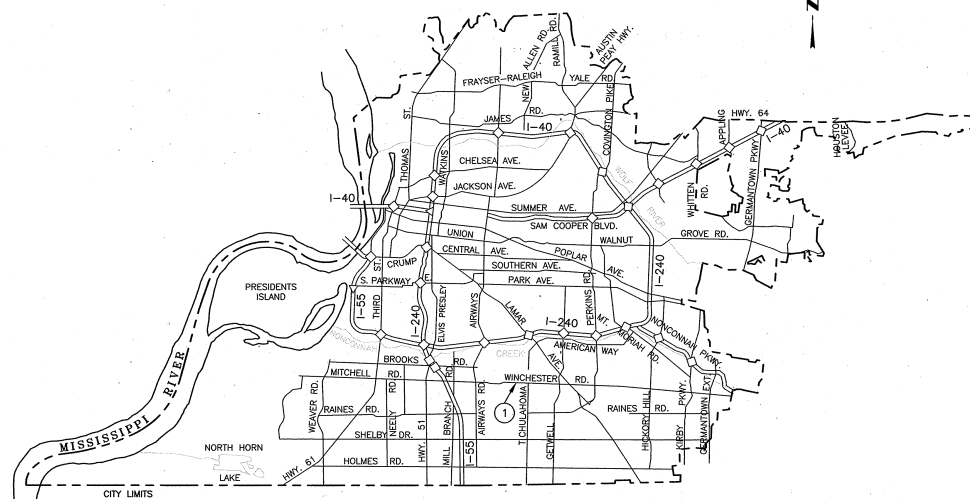 N
ALLEN RD.
NEW
RAMILL RD.
AUSTIN
PEAY HWY.
FRAYSER-RALEIGH
YALE RD.
COVINGTON PIKE
THOMAS ST.
JAMES RD.
I-40
APPLING
HWY. 64
I-40
HOUSTON
LEVEE
WATKINS
CHELSEA AVE.
JACKSON AVE.
WOLF
RIVER
WHITTEN
RD.
GERMANTOWN PKWY.
I-40
SUMMER AVE.
SAM COOPER BLVD.
UNION
WALNUT GROVE RD.
CENTRAL AVE.
POPLAR AVE.
CRUMP
SOUTHERN AVE.
THIRD ST.
S. PARKWAY E.
PARK AVE.
I-240
PRESIDENTS
ISLAND
I-55
I-240
ELVIS PRESLEY
AIRWAYS
LAMAR AVE.
PERKINS RD.
MT. MORIAH RD.
I-240
NONCONNAH PKWY.
NONCONNAH CREEK
AMERICAN WAY
BROOKS RD.
MITCHELL RD.
WINCHESTER RD.
1
MISSISSIPPI RIVER
WEAVER RD.
RAINES RD.
NEELY RD.
HWY. 51
MILL BRANCH
AIRWAYS RD.
I-55
TCHULAHOMA
GETWELL
RAINES RD.
HICKORY HILL
KIRBY PKWY.
GERMANTOWN EXT.
SHELBY DR.
NORTH HORN
LAKE
HWY. 61
HOLMES RD.
CITY LIMITS